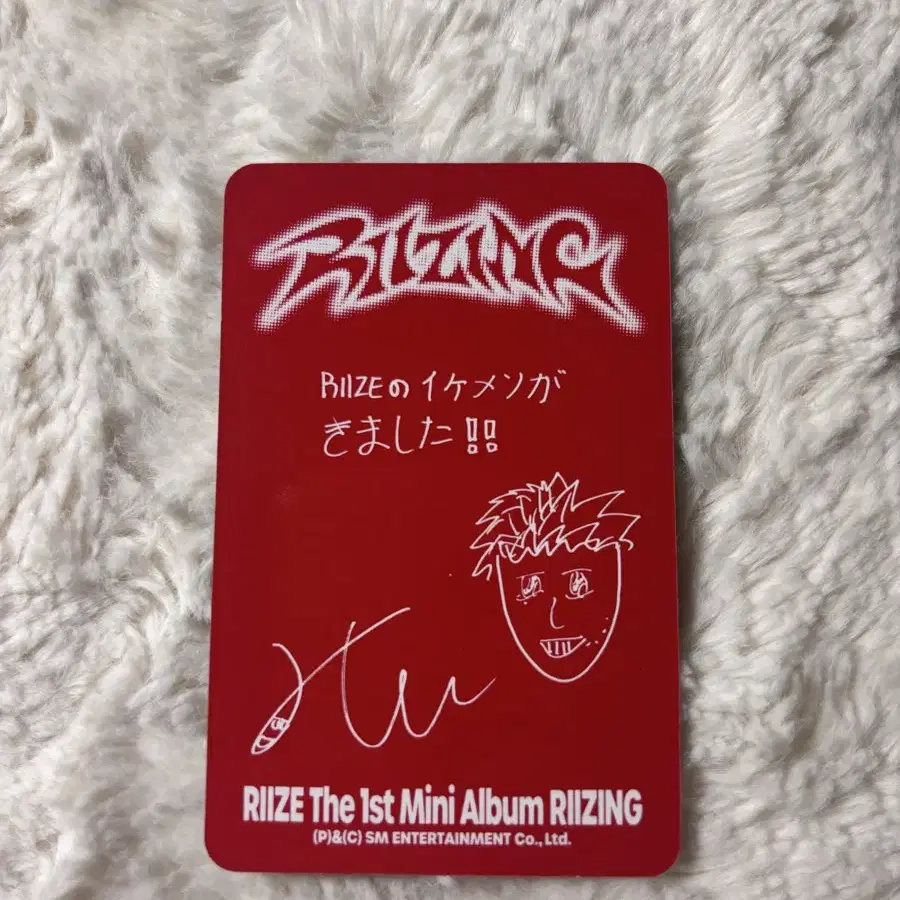 RIIZING
RIIZEのイケメンが
きました!!
RIIZE The 1st Mini Album RIIZING
(P)&(C) SM ENTERTAINMENT Co., Ltd.